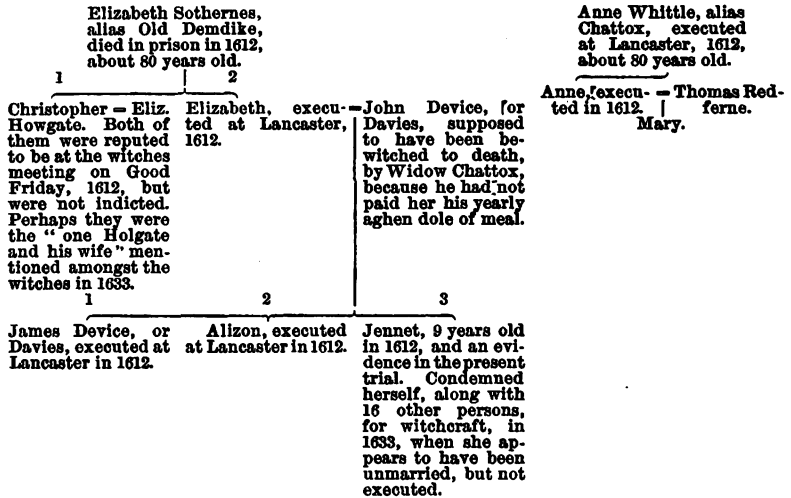 Elizabeth Sothernes,
alias Old Demdike,
died in prison in 1612,
about 80 years old.
1 2
Christopher = Eliz.
Howgate. Both of
them were reputed
to be at the witches
meeting on Good
Friday, 1612, but
were not indicted.
Perhaps they were
the “one Holgate
and his wife” men-
tioned amongst the
witches in 1633.
Elizabeth, execu-
ted at Lancaster,
1612.
=
John Device, or
Davies, supposed
to have been be-
witched to death,
by Widow Chattox,
because he had not
paid her his yearly
aghen dole of meal.
Anne Whittle, alias
Chattox, executed
at Lancaster, 1612,
about 80 years old.
Anne, execu- = Thomas Red-
ted in 1612. ferne.
Mary.
1 2 3
James Device, or
Davies, executed at
Lancaster in 1612.
Alizon, executed
at Lancaster in 1612.
Jennet, 9 years old
in 1612, and an evi-
dence in the present
trial. Condemned
herself, along with
16 other persons,
for witchcraft, in
1633, when she ap-
pears to have been
unmarried, but not
executed.